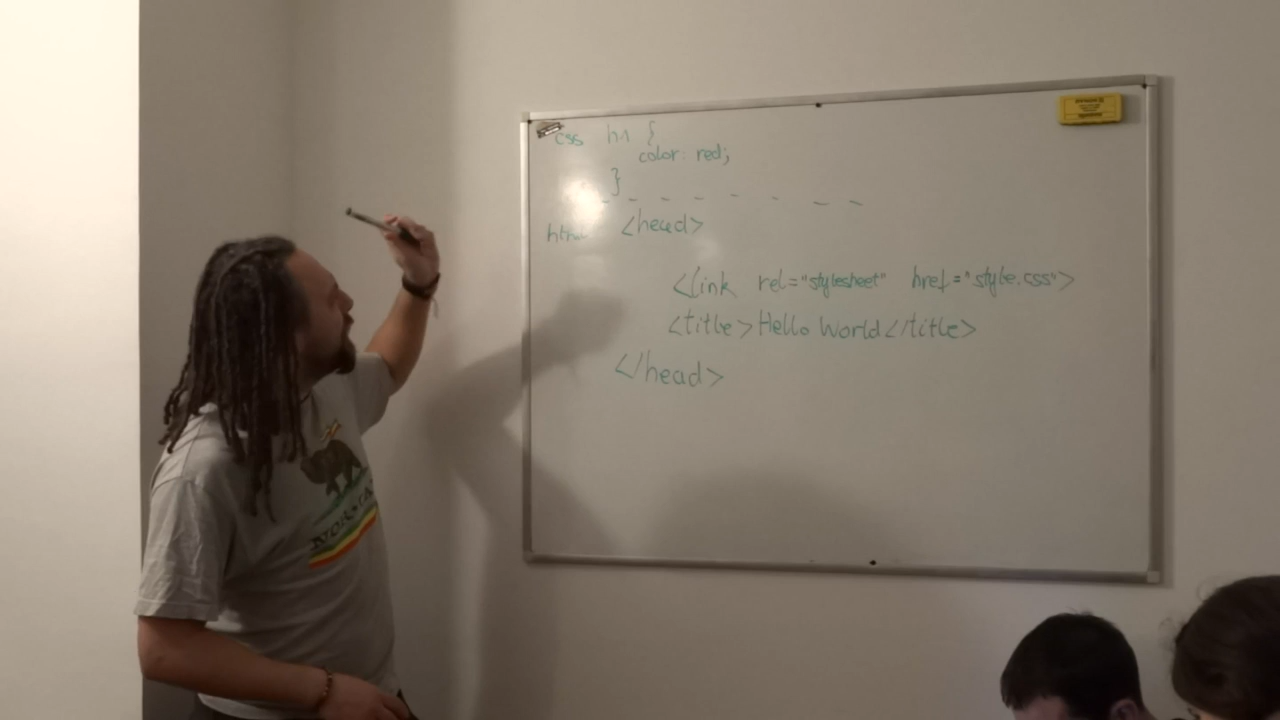 css h1 {
color: red;
}
html <head>
<link rel="stylesheet" href="style.css">
<title>Hello World</title>
</head>